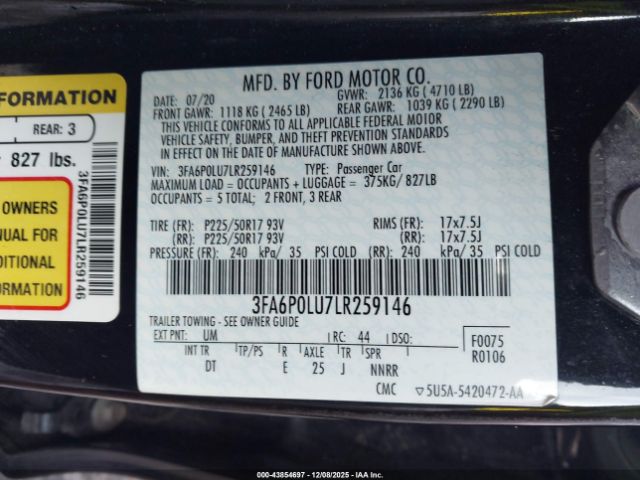 FORMATION
REAR: 3
827 lbs.
OWNERS
NUAL FOR
DITIONAL
FORMATION
3FA6P0LU7LR259146
MFD. BY FORD MOTOR CO.
DATE: 07/20 GVWR: 2136 KG (4710 LB)
FRONT GAWR: 1118 KG (2465 LB) REAR GAWR: 1039 KG (2290 LB)
THIS VEHICLE CONFORMS TO ALL APPLICABLE FEDERAL MOTOR
VEHICLE SAFETY, BUMPER, AND THEFT PREVENTION STANDARDS
IN EFFECT ON THE DATE OF MANUFACTURE SHOWN ABOVE.
VIN: 3FA6P0LU7LR259146 TYPE: Passenger Car
MAXIMUM LOAD = OCCUPANTS + LUGGAGE = 375KG/827LB
OCCUPANTS = 5 TOTAL; 2 FRONT, 3 REAR
TIRE (FR): P225/50R17 93V RIMS (FR): 17x7.5J
(RR): P225/50R17 93V (RR): 17x7.5J
PRESSURE (FR): 240 kPa/ 35 PSI COLD (RR): 240 kPa/ 35 PSI COLD
3FA6P0LU7LR259146
TRAILER TOWING - SEE OWNER GUIDE
EXT PNT: UM RC: 44 DSO: F0075
R0106
INT TR TP/PS R AXLE TR SPR
DT E 25 J NNRR
CMC ▽5U5A-5420472-AA
000-43854697 12/08/2025 - IAAI.COM